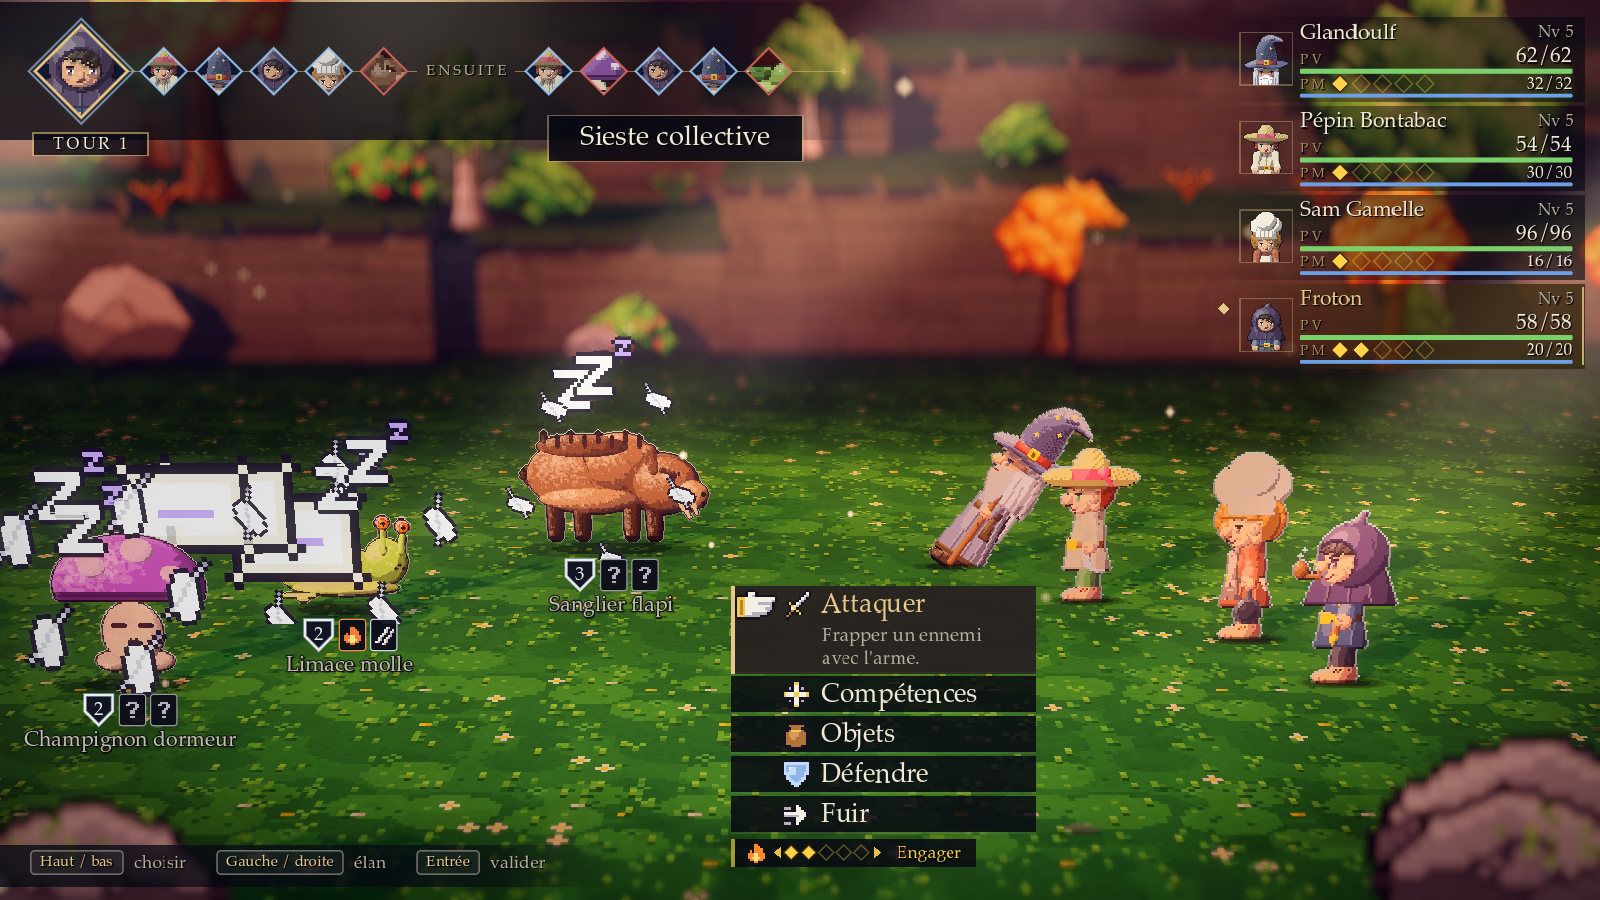 TOUR 1
ENSUITE
Sieste collective
Glandoulf Nv 5
PV 62/62
PM 32/32
Pépin Bontabac Nv 5
PV 54/54
PM 30/30
Sam Gamelle Nv 5
PV 96/96
PM 16/16
Froton Nv 5
PV 58/58
PM 20/20
Z Z
Z Z
Z Z
Z Z
3 ? ?
Sanglier flapi
2
Limace molle
2 ? ?
Champignon dormeur
Attaquer
Frapper un ennemi
avec l'arme.
Compétences
Objets
Défendre
Fuir
Engager
Haut / bas choisir Gauche / droite élan Entrée valider